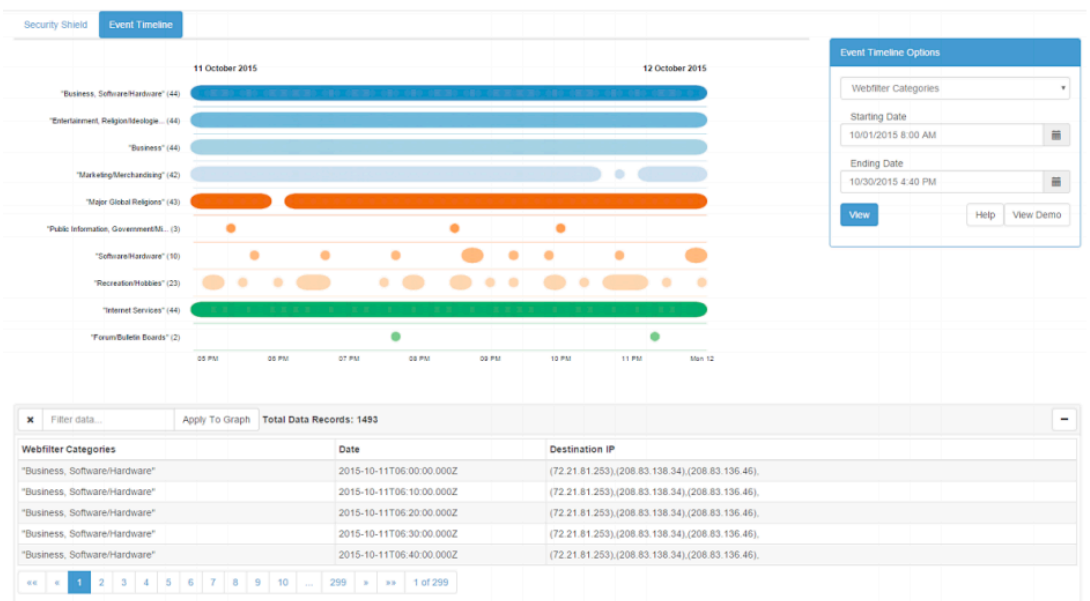 Security Shield Event Timeline
11 October 2015 12 October 2015
"Business, Software/Hardware" (44)
"Entertainment, Religion/Ideologie... (44)
"Business" (44)
"Marketing/Merchandising" (42)
"Major Global Religions" (43)
"Public Information, Government/Mi... (3)
"Software/Hardware" (10)
"Recreation/Hobbies" (23)
"Internet Services" (44)
"Forum/Bulletin Boards" (2)
05 PM 06 PM 07 PM 08 PM 09 PM 10 PM 11 PM Mon 12
Event Timeline Options
Webfilter Categories
Starting Date
10/01/2015 8:00 AM
Ending Date
10/30/2015 4:40 PM
View Help View Demo
Filter data... Apply To Graph Total Data Records: 1493
Webfilter Categories Date Destination IP
"Business, Software/Hardware" 2015-10-11T06:00:00.000Z (72.21.81.253),(208.83.138.34),(208.83.136.46),
"Business, Software/Hardware" 2015-10-11T06:10:00.000Z (72.21.81.253),(208.83.138.34),(208.83.136.46),
"Business, Software/Hardware" 2015-10-11T06:20:00.000Z (72.21.81.253),(208.83.138.34),(208.83.136.46),
"Business, Software/Hardware" 2015-10-11T06:30:00.000Z (72.21.81.253),(208.83.138.34),(208.83.136.46),
"Business, Software/Hardware" 2015-10-11T06:40:00.000Z (72.21.81.253),(208.83.138.34),(208.83.136.46),
«« « 1 2 3 4 5 6 7 8 9 10 ... 299 » »» 1 of 299